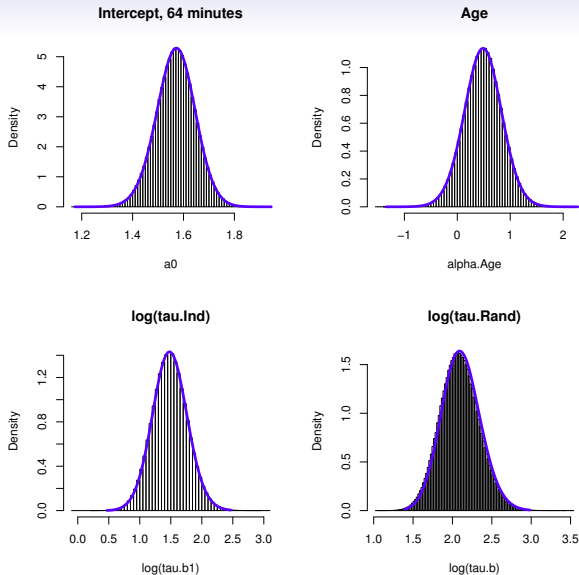 Intercept, 64 minutes
Density
0 1 2 3 4 5
1.2 1.4 1.6 1.8
a0
Age
Density
0.0 0.2 0.4 0.6 0.8 1.0
−1 0 1 2
alpha.Age
log(tau.Ind)
Density
0.0 0.4 0.8 1.2
0.0 0.5 1.0 1.5 2.0 2.5 3.0
log(tau.b1)
log(tau.Rand)
Density
0.0 0.5 1.0 1.5
1.0 1.5 2.0 2.5 3.0 3.5
log(tau.b)